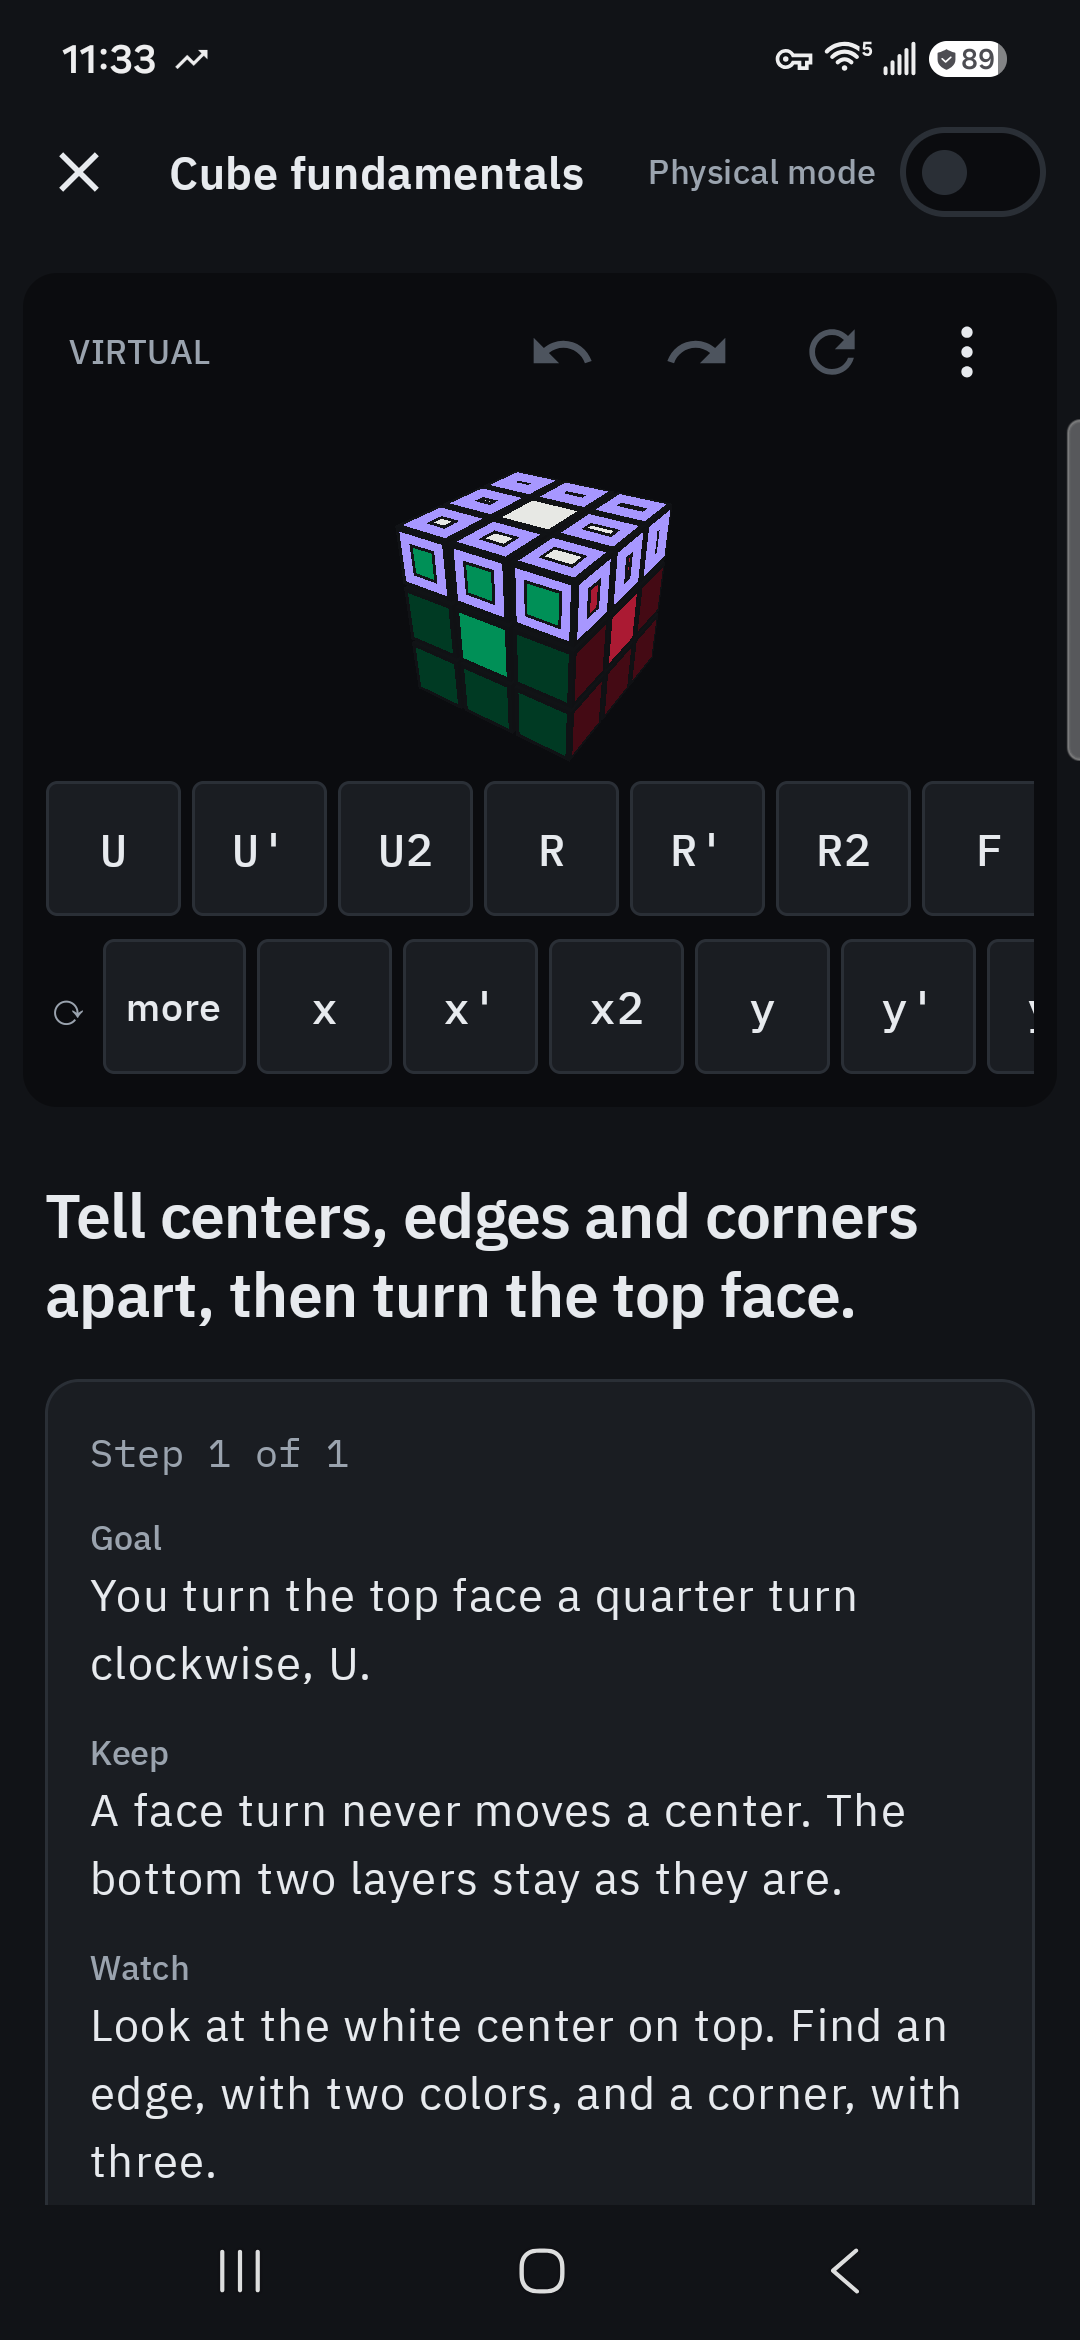 11:33
5
89
Cube fundamentals
Physical mode
VIRTUAL
U U' U2 R R' R2 F
more x x' x2 y y'
Tell centers, edges and corners
apart, then turn the top face.
Step 1 of 1
Goal
You turn the top face a quarter turn
clockwise, U.
Keep
A face turn never moves a center. The
bottom two layers stay as they are.
Watch
Look at the white center on top. Find an
edge, with two colors, and a corner, with
three.